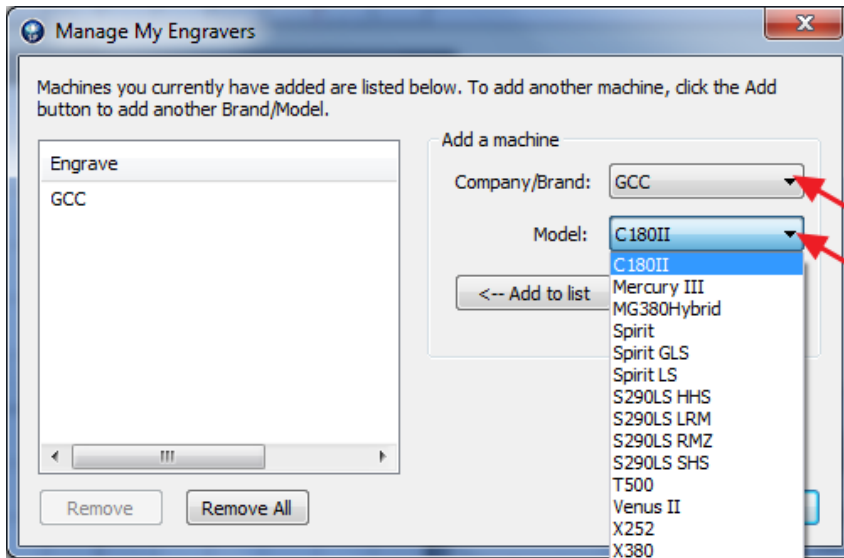 Manage My Engravers
X
Machines you currently have added are listed below. To add another machine, click the Add
button to add another Brand/Model.
Engrave
GCC
Add a machine
Company/Brand: GCC
Model: C180II
C180II
Mercury III
MG380Hybrid
Spirit
Spirit GLS
Spirit LS
S290LS HHS
S290LS LRM
S290LS RMZ
S290LS SHS
T500
Venus II
X252
X380
<-- Add to list
Remove
Remove All